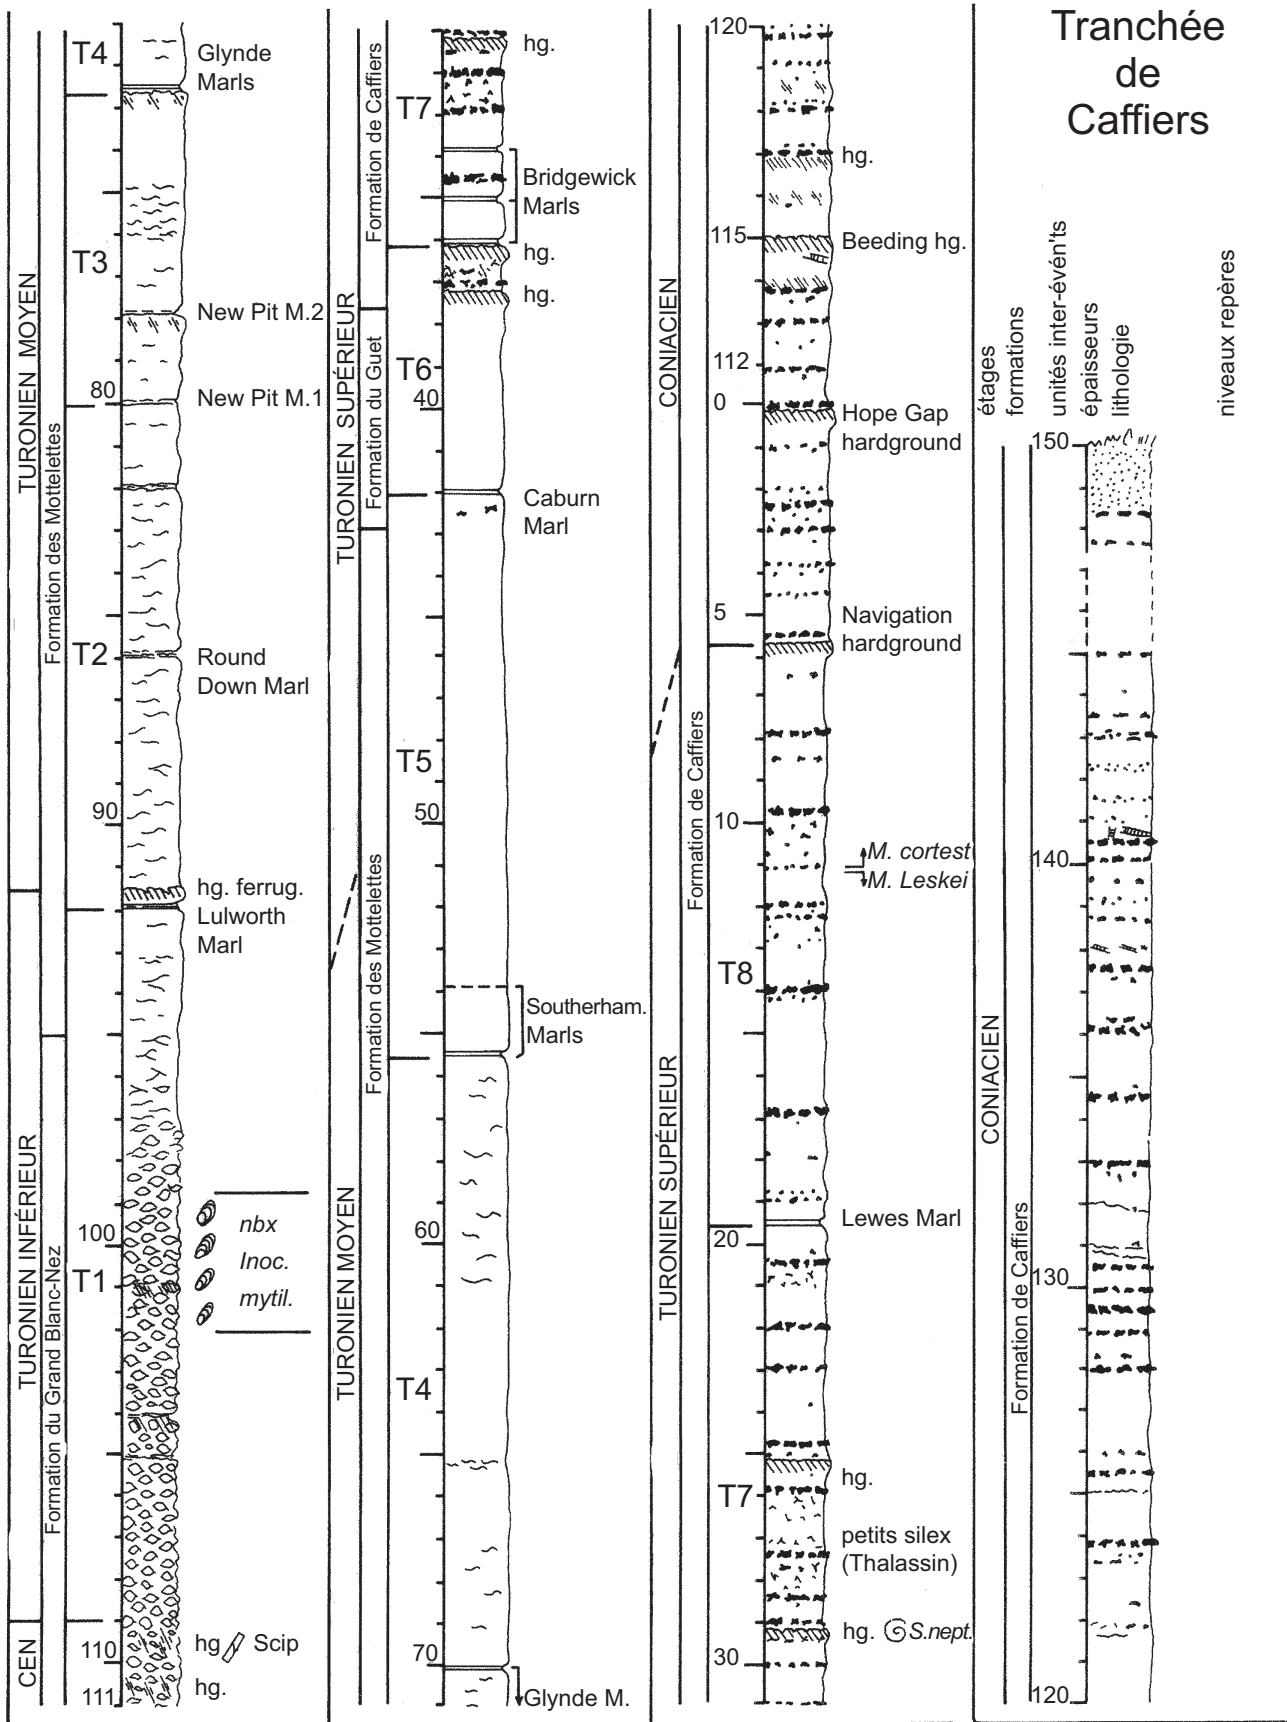 Tranchée
de
Caffiers
TURONIEN MOYEN
TURONIEN INFÉRIEUR
CEN
Formation des Mottelettes
Formation du Grand Blanc-Nez
T4
T3
T2
T1
80
90
100
110
111
Glynde
Marls
New Pit M.2
New Pit M.1
Round
Down Marl
hg. ferrug.
Lulworth
Marl
nbx
Inoc.
mytil.
hg
Scip
hg.
TURONIEN SUPÉRIEUR
TURONIEN MOYEN
Formation de Caffiers
Formation du Guet
Formation des Mottelettes
T7
T6
T5
T4
40
50
60
70
hg.
Bridgewick
Marls
hg.
hg.
Caburn
Marl
Southerham.
Marls
Glynde M.
CONIACIEN
TURONIEN SUPÉRIEUR
Formation de Caffiers
T8
T7
120
115
112
0
5
10
20
30
hg.
Beeding hg.
Hope Gap
hardground
Navigation
hardground
M. cortest
M. Leskei
Lewes Marl
hg.
petits silex
(Thalassin)
hg.
S.nept.
étages
formations
unités inter-évén'ts
épaisseurs
lithologie
niveaux repères
CONIACIEN
Formation de Caffiers
150
140
130
120